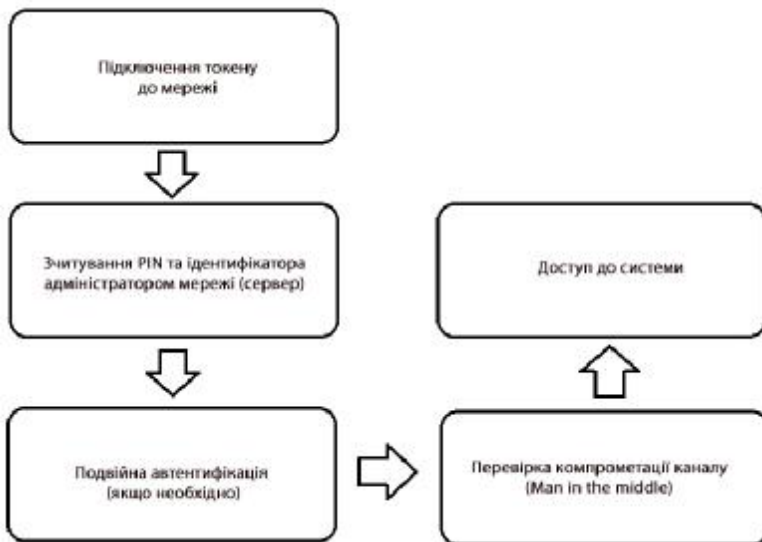 Підключення токену
до мережі
Зчитування PIN та ідентифікатора
адміністратором мережі (сервер)
Подвійна автентифікація
(якщо необхідно)
Перевірка компрометації каналу
(Man in the middle)
Доступ до системи